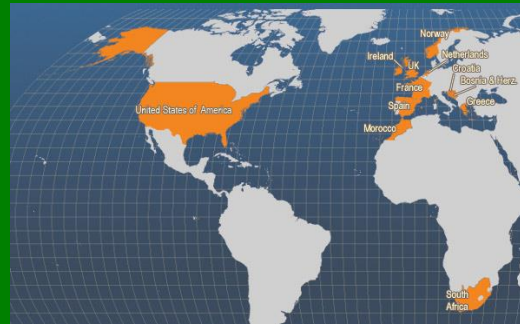 Norway
Netherlands
Ireland
UK
Croatia
Bosnia & Herz.
France
United States of America
Spain
Greece
Morocco
South
Africa